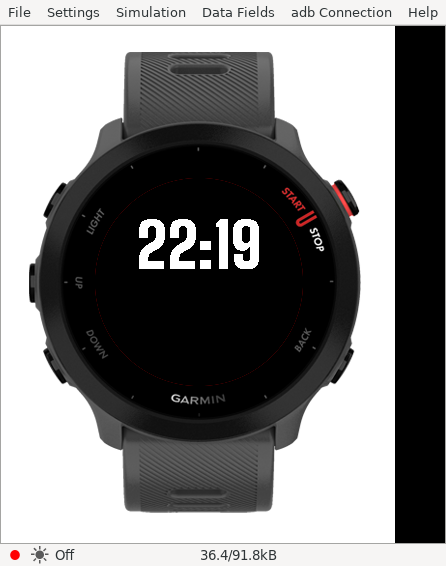 File Settings Simulation Data Fields adb Connection Help
START
STOP
LIGHT
22:19
UP
DOWN
BACK
GARMIN
Off 36.4/91.8kB